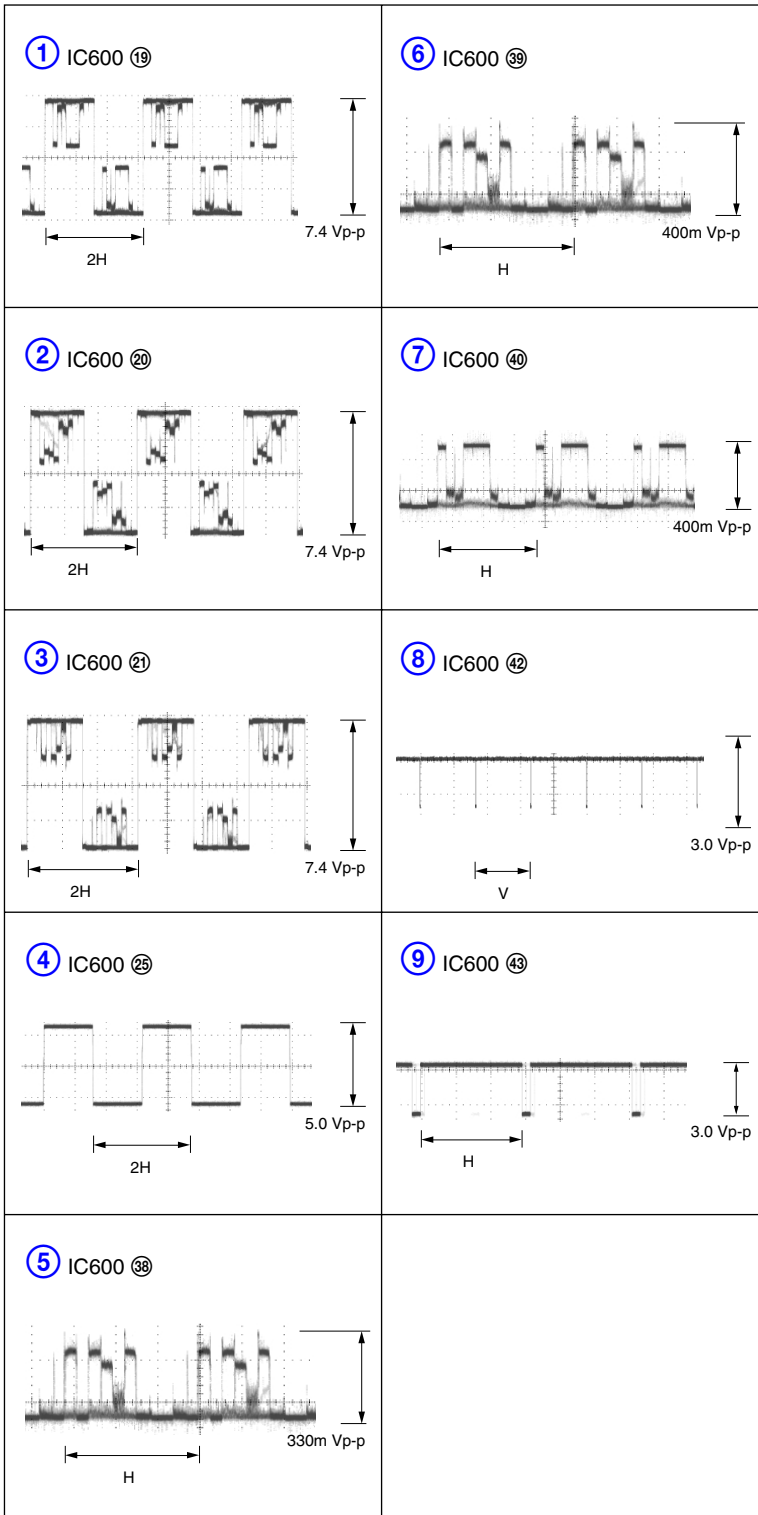 ① IC600 ⑲
7.4 Vp-p
2H
② IC600 ⑳
7.4 Vp-p
2H
③ IC600 ㉑
7.4 Vp-p
2H
④ IC600 ㉕
5.0 Vp-p
2H
⑤ IC600 ㊳
330m Vp-p
H
⑥ IC600 ㊴
400m Vp-p
H
⑦ IC600 ㊵
400m Vp-p
H
⑧ IC600 ㊷
3.0 Vp-p
V
⑨ IC600 ㊸
3.0 Vp-p
H